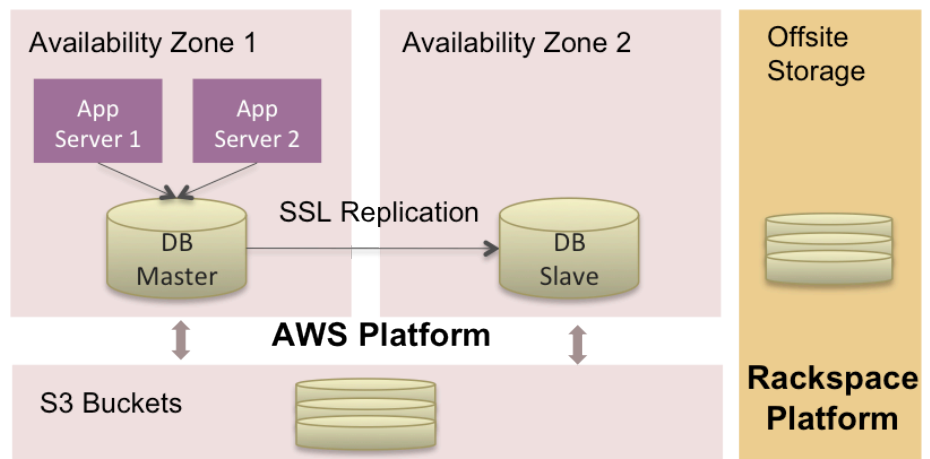 Availability Zone 1
Availability Zone 2
Offsite
Storage
App
Server 1
App
Server 2
SSL Replication
DB
Master
DB
Slave
AWS Platform
S3 Buckets
Rackspace
Platform